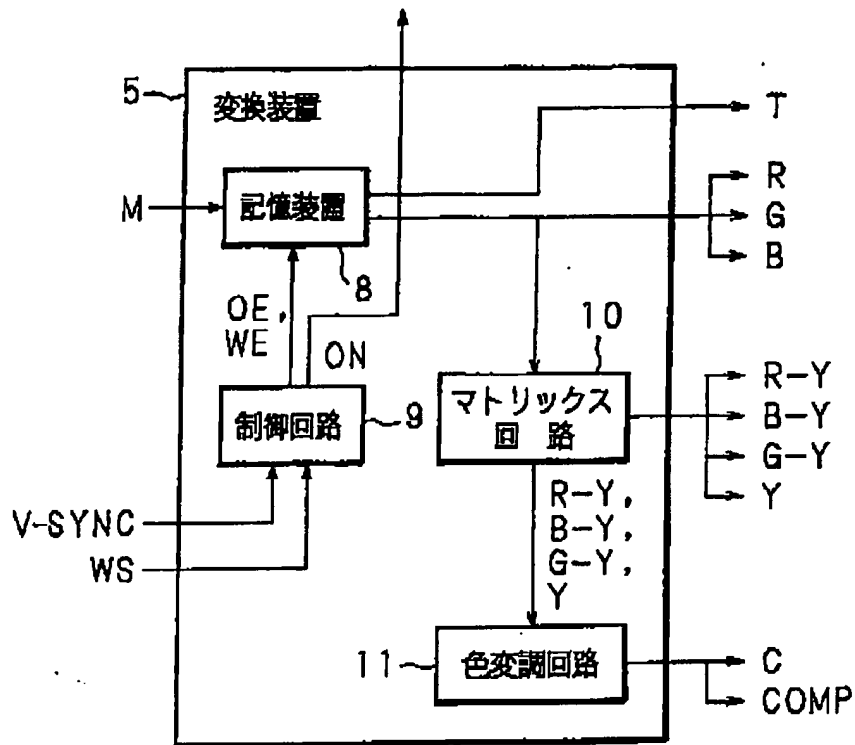 5
変換装置
T
M
記憶装置
8
R
G
B
OE,
WE
ON
10
制御回路
9
マトリックス
回 路
R-Y
B-Y
G-Y
Y
V-SYNC
WS
R-Y,
B-Y,
G-Y,
Y
11
色変調回路
C
COMP